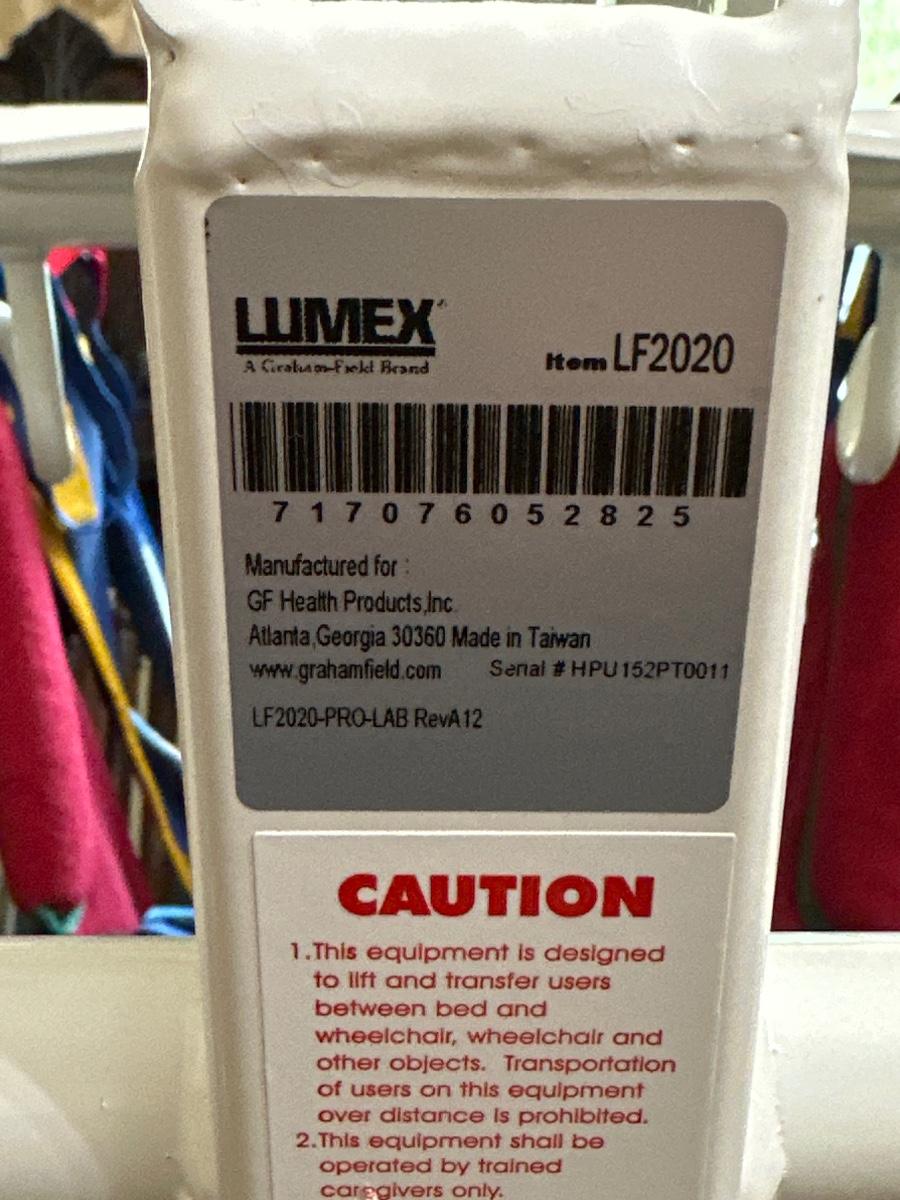 LUMEX
A Graham-Field Brand
Item LF2020
717076052825
Manufactured for :
GF Health Products,Inc.
Atlanta,Georgia 30360 Made in Taiwan
www.grahamfield.com Serial # HPU152PT0011
LF2020-PRO-LAB RevA12
CAUTION
1.This equipment is designed
to lift and transfer users
between bed and
wheelchair, wheelchair and
other objects. Transportation
of users on this equipment
over distance is prohibited.
2.This equipment shall be
operated by trained
caregivers only.